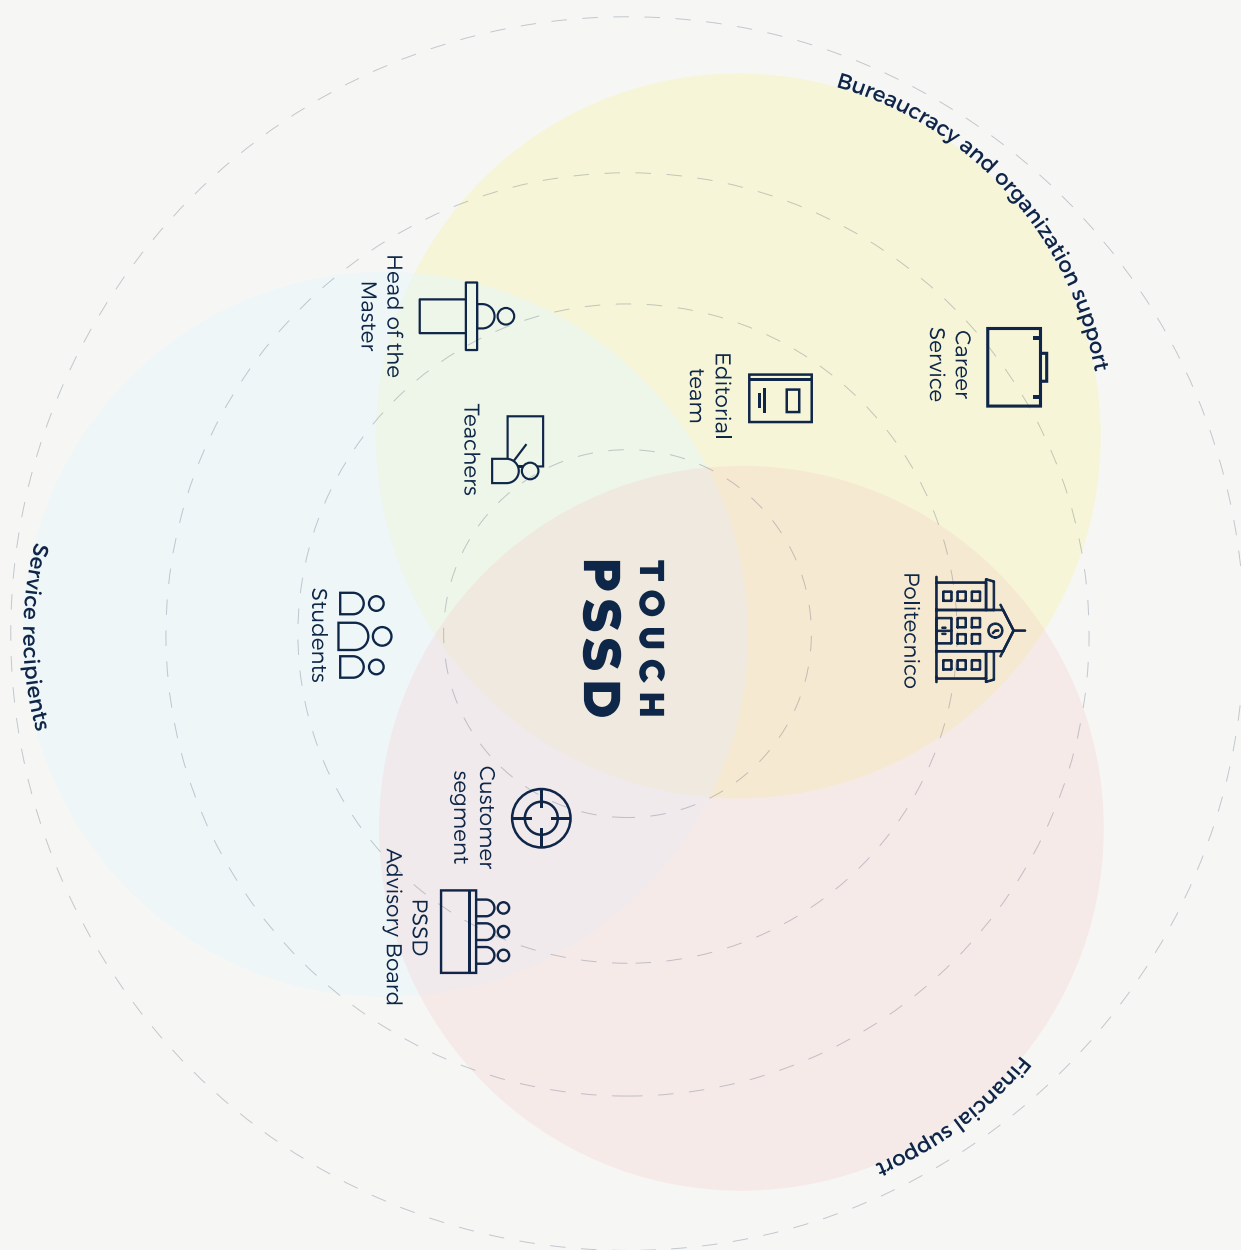 Bureaucracy and organization support
Career
Service
Politecnico
Editorial
team
Head of the
Master
Teachers
TOUCH
PSSD
Students
Customer
segment
PSSD
Advisory Board
Service recipients
Financial support